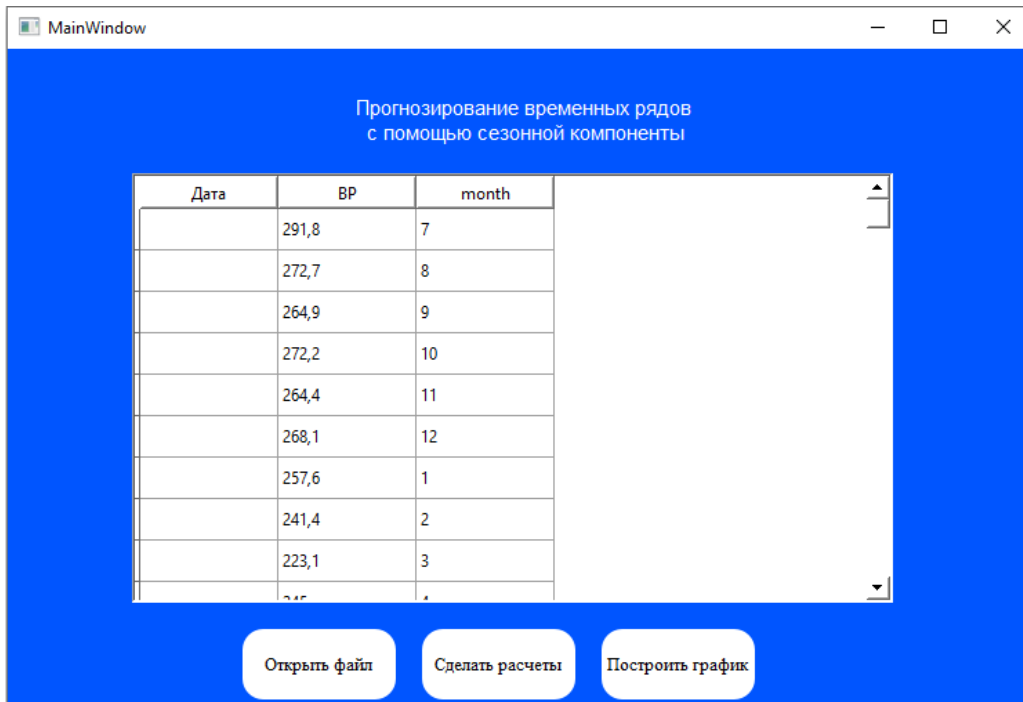 MainWindow
Прогнозирование временных рядов
с помощью сезонной компоненты
Дата ВР month
291,8 7
272,7 8
264,9 9
272,2 10
264,4 11
268,1 12
257,6 1
241,4 2
223,1 3
Открыть файл Сделать расчеты Построить график